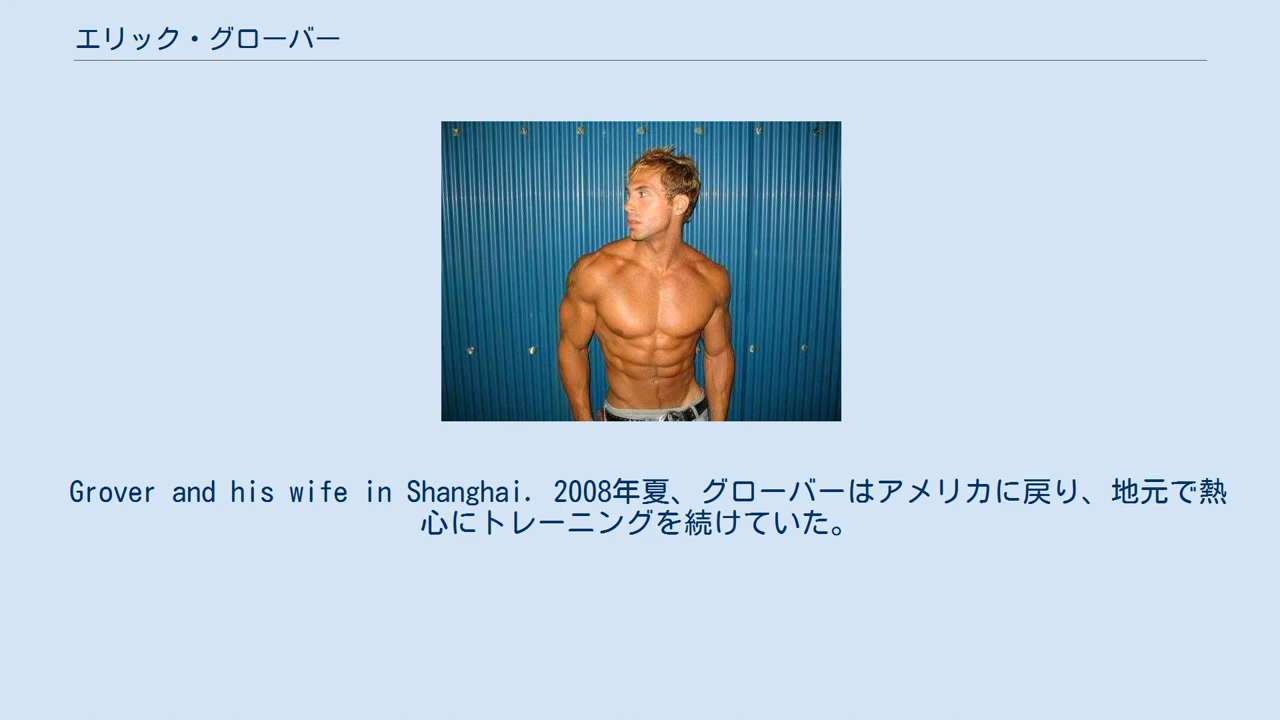 エリック・グローバー
Grover and his wife in Shanghai. 2008年夏、グローバーはアメリカに戻り、地元で熱
心にトレーニングを続けていた。